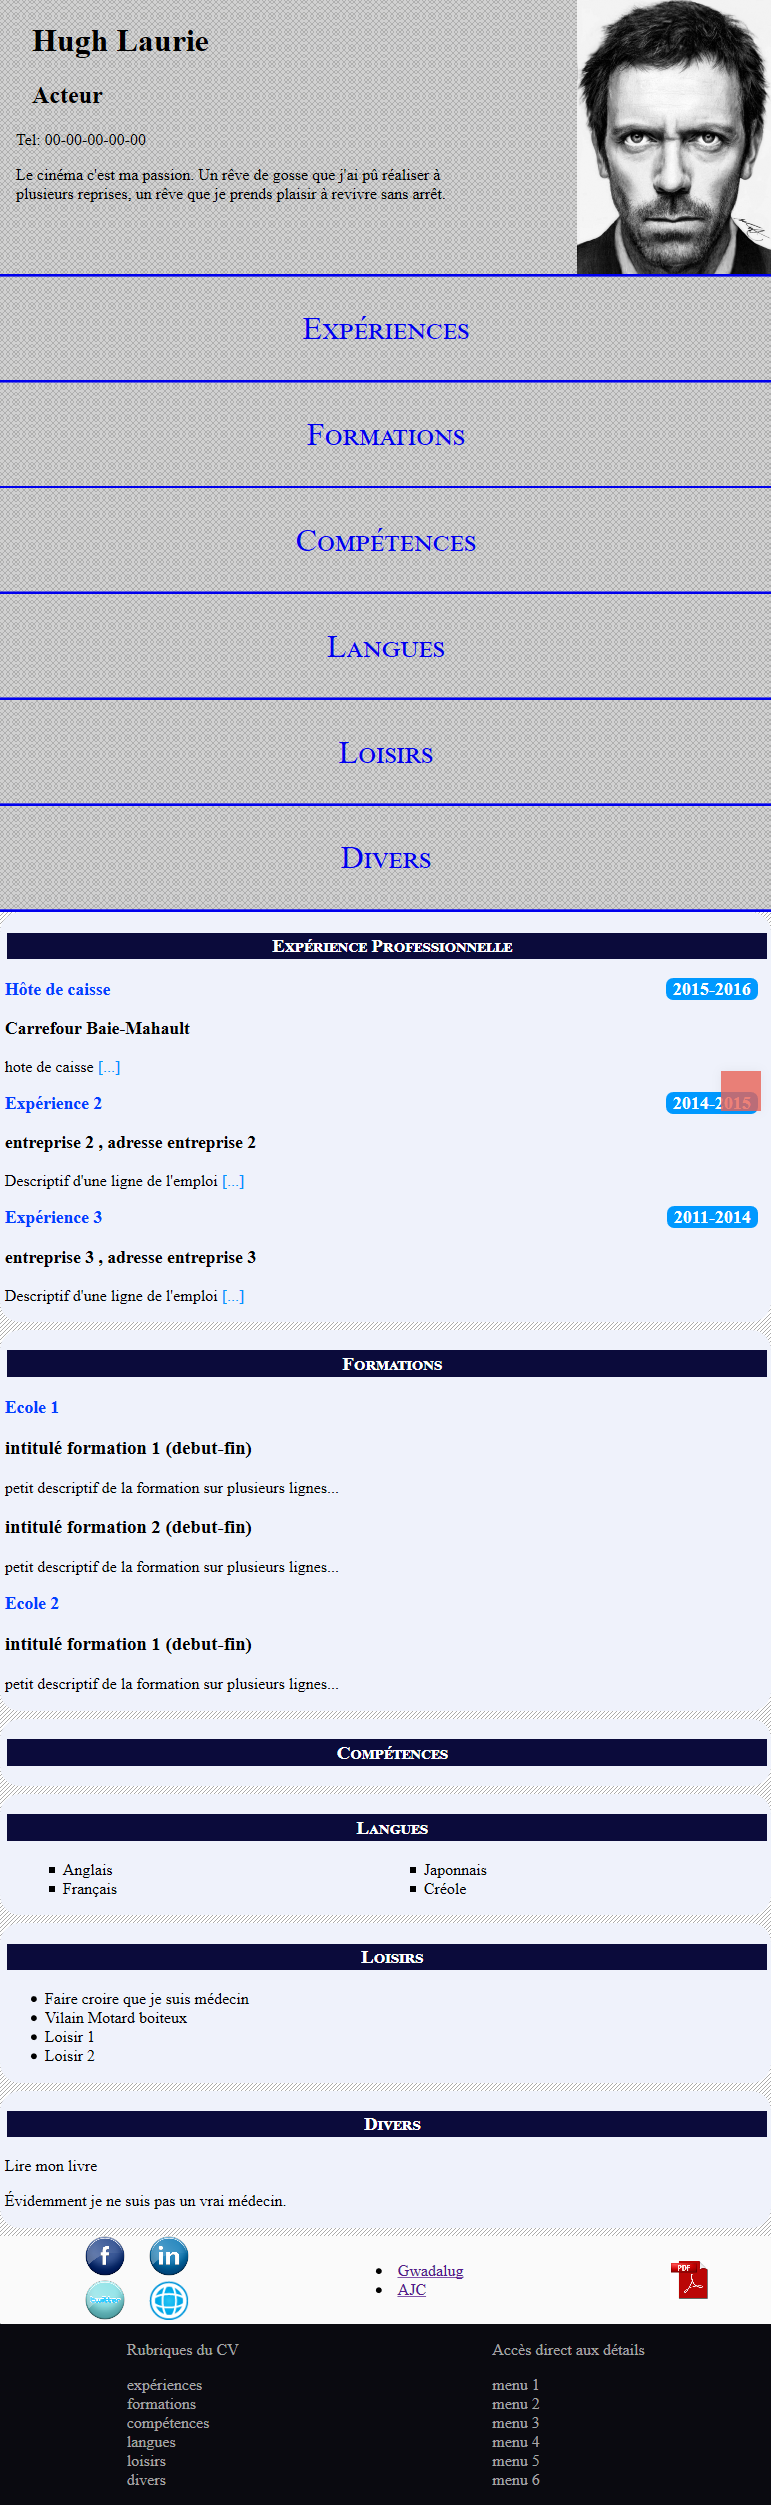 Hugh Laurie
Acteur
Tel: 00-00-00-00-00
Le cinéma c'est ma passion. Un rêve de gosse que j'ai pû réaliser à
plusieurs reprises, un rêve que je prends plaisir à revivre sans arrêt.
Expériences
Formations
Compétences
Langues
Loisirs
Divers
Expérience Professionnelle
Hôte de caisse 2015-2016
Carrefour Baie-Mahault
hote de caisse [...]
Expérience 2 2014-2015
entreprise 2 , adresse entreprise 2
Descriptif d'une ligne de l'emploi [...]
Expérience 3 2011-2014
entreprise 3 , adresse entreprise 3
Descriptif d'une ligne de l'emploi [...]
Formations
Ecole 1
intitulé formation 1 (debut-fin)
petit descriptif de la formation sur plusieurs lignes...
intitulé formation 2 (debut-fin)
petit descriptif de la formation sur plusieurs lignes...
Ecole 2
intitulé formation 1 (debut-fin)
petit descriptif de la formation sur plusieurs lignes...
Compétences
Langues
Anglais
Français
Japonnais
Créole
Loisirs
Faire croire que je suis médecin
Vilain Motard boiteux
Loisir 1
Loisir 2
Divers
Lire mon livre
Évidemment je ne suis pas un vrai médecin.
f
in
twitter
Gwadalug
AJC
PDF
Rubriques du CV
expériences
formations
compétences
langues
loisirs
divers
Accès direct aux détails
menu 1
menu 2
menu 3
menu 4
menu 5
menu 6